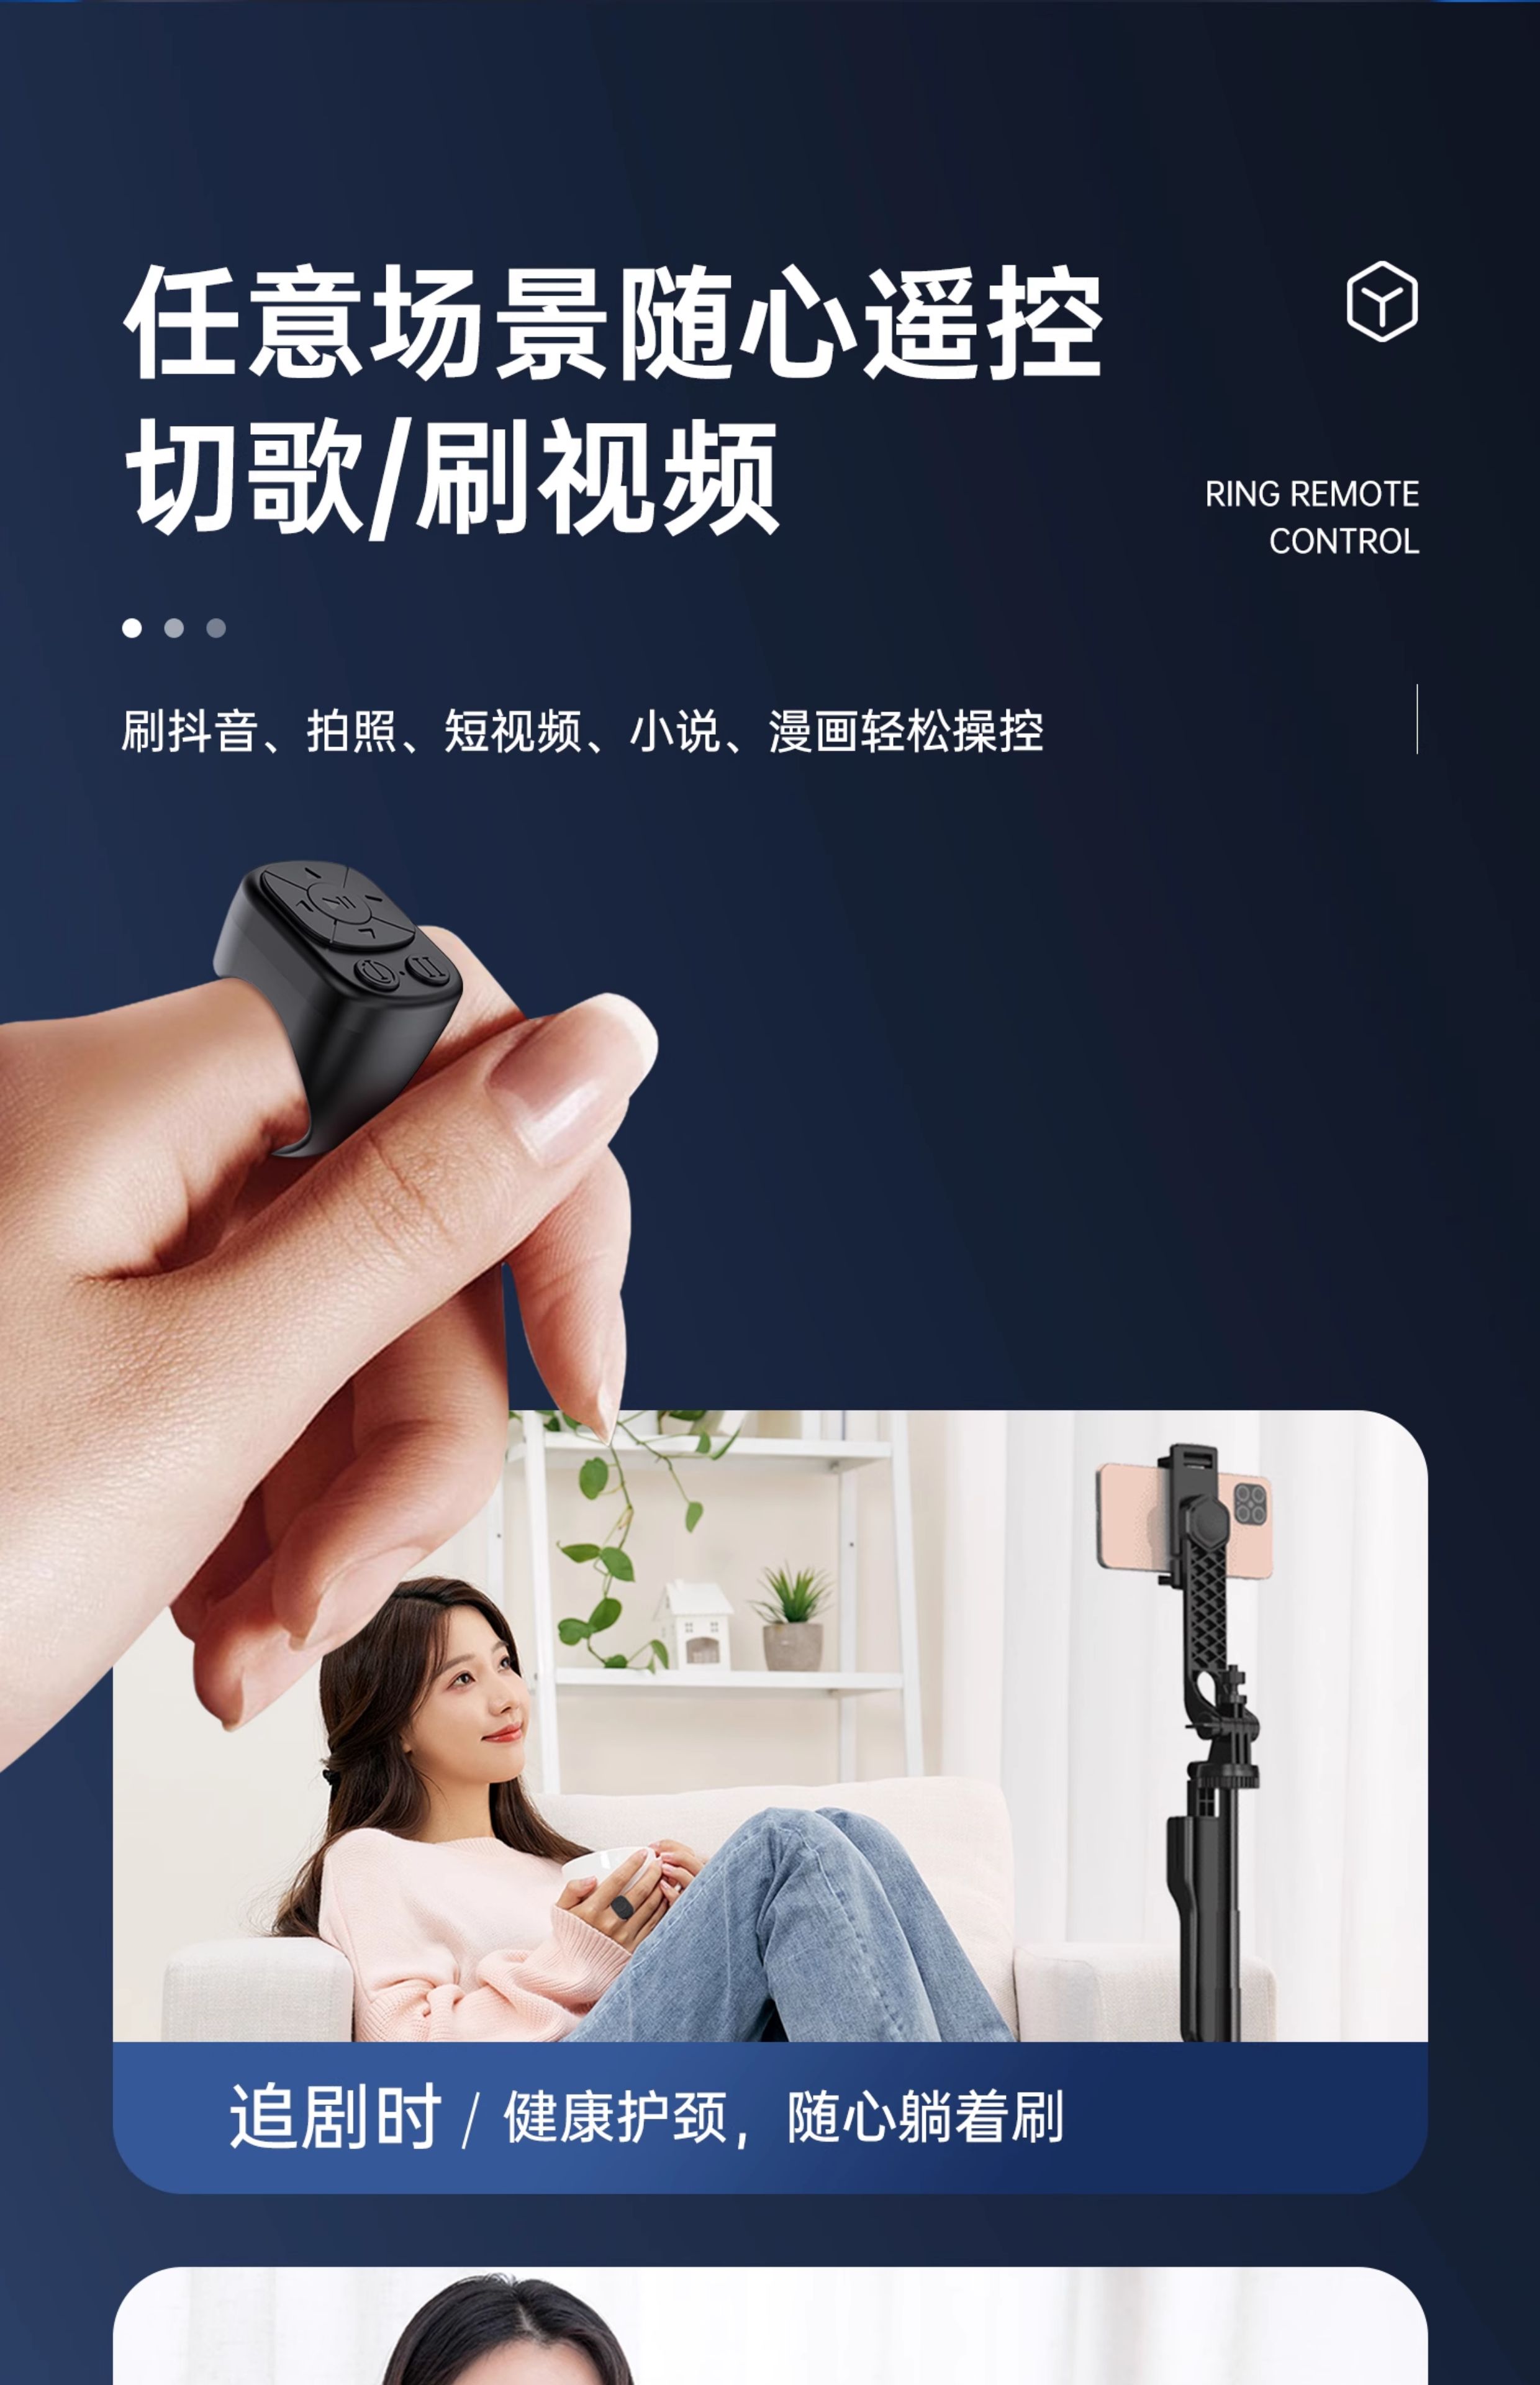 任意场景随心遥控
切歌/刷视频
RING REMOTE
CONTROL
刷抖音、拍照、短视频、小说、漫画轻松操控
追剧时 / 健康护颈，随心躺着刷